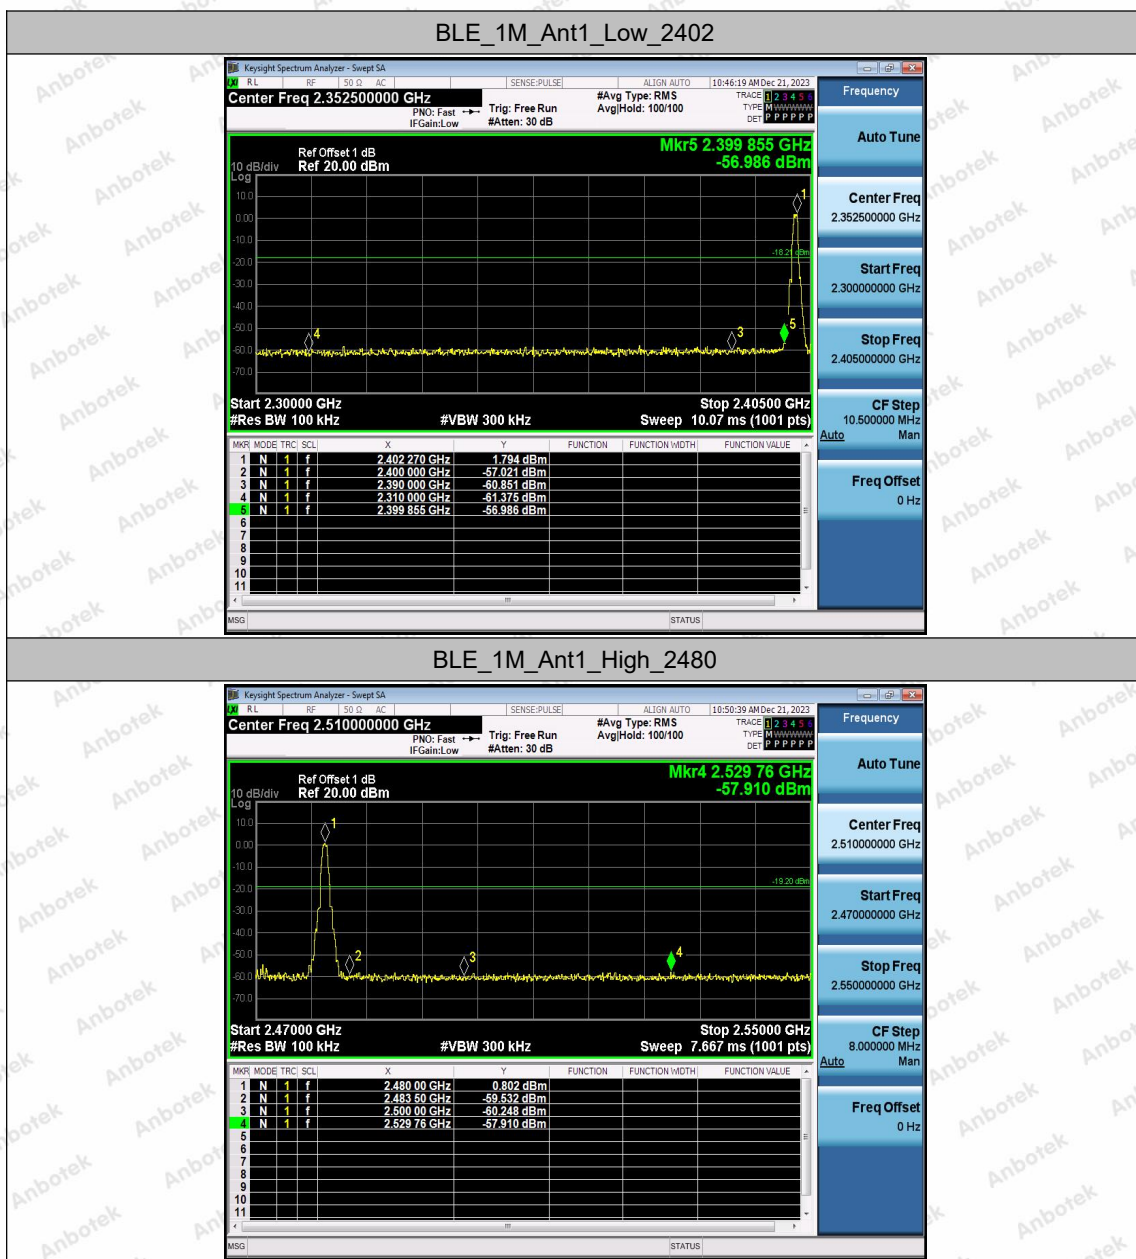 BLE_1M_Ant1_Low_2402
Keysight Spectrum Analyzer - Swept SA
LXI RL RF 50 Ω AC SENSE:PULSE ALIGN AUTO 10:46:19 AM Dec 21, 2023
Center Freq 2.352500000 GHz
PNO: Fast
IFGain:Low
Trig: Free Run
#Atten: 30 dB
#Avg Type: RMS
Avg|Hold: 100/100
TRACE 1 2 3 4 5 6
TYPE M W W W W W
DET P P P P P P
Ref Offset 1 dB
10 dB/div Ref 20.00 dBm
Log
Mkr5 2.399 855 GHz
-56.986 dBm
10.0
0.00
-10.0
-20.0
-30.0
-40.0
-50.0
-60.0
-70.0
-18.21 dBm
1
4
3
5
Start 2.30000 GHz Stop 2.40500 GHz
#Res BW 100 kHz #VBW 300 kHz Sweep 10.07 ms (1001 pts)
MKR MODE TRC SCL X Y FUNCTION FUNCTION WIDTH FUNCTION VALUE
1 N 1 f 2.402 270 GHz 1.794 dBm
2 N 1 f 2.400 000 GHz -57.021 dBm
3 N 1 f 2.390 000 GHz -60.851 dBm
4 N 1 f 2.310 000 GHz -61.375 dBm
5 N 1 f 2.399 855 GHz -56.986 dBm
6
7
8
9
10
11
MSG STATUS
Frequency
Auto Tune
Center Freq
2.352500000 GHz
Start Freq
2.300000000 GHz
Stop Freq
2.405000000 GHz
CF Step
10.500000 MHz
Auto Man
Freq Offset
0 Hz
BLE_1M_Ant1_High_2480
Keysight Spectrum Analyzer - Swept SA
LXI RL RF 50 Ω AC SENSE:PULSE ALIGN AUTO 10:50:39 AM Dec 21, 2023
Center Freq 2.510000000 GHz
PNO: Fast
IFGain:Low
Trig: Free Run
#Atten: 30 dB
#Avg Type: RMS
Avg|Hold: 100/100
TRACE 1 2 3 4 5 6
TYPE M W W W W W
DET P P P P P P
Ref Offset 1 dB
10 dB/div Ref 20.00 dBm
Log
Mkr4 2.529 76 GHz
-57.910 dBm
10.0
0.00
-10.0
-20.0
-30.0
-40.0
-50.0
-60.0
-70.0
-19.20 dBm
1
2
3
4
Start 2.47000 GHz Stop 2.55000 GHz
#Res BW 100 kHz #VBW 300 kHz Sweep 7.667 ms (1001 pts)
MKR MODE TRC SCL X Y FUNCTION FUNCTION WIDTH FUNCTION VALUE
1 N 1 f 2.480 00 GHz 0.802 dBm
2 N 1 f 2.483 50 GHz -59.532 dBm
3 N 1 f 2.500 00 GHz -60.248 dBm
4 N 1 f 2.529 76 GHz -57.910 dBm
5
6
7
8
9
10
11
MSG STATUS
Frequency
Auto Tune
Center Freq
2.510000000 GHz
Start Freq
2.470000000 GHz
Stop Freq
2.550000000 GHz
CF Step
8.000000 MHz
Auto Man
Freq Offset
0 Hz
Anbotek